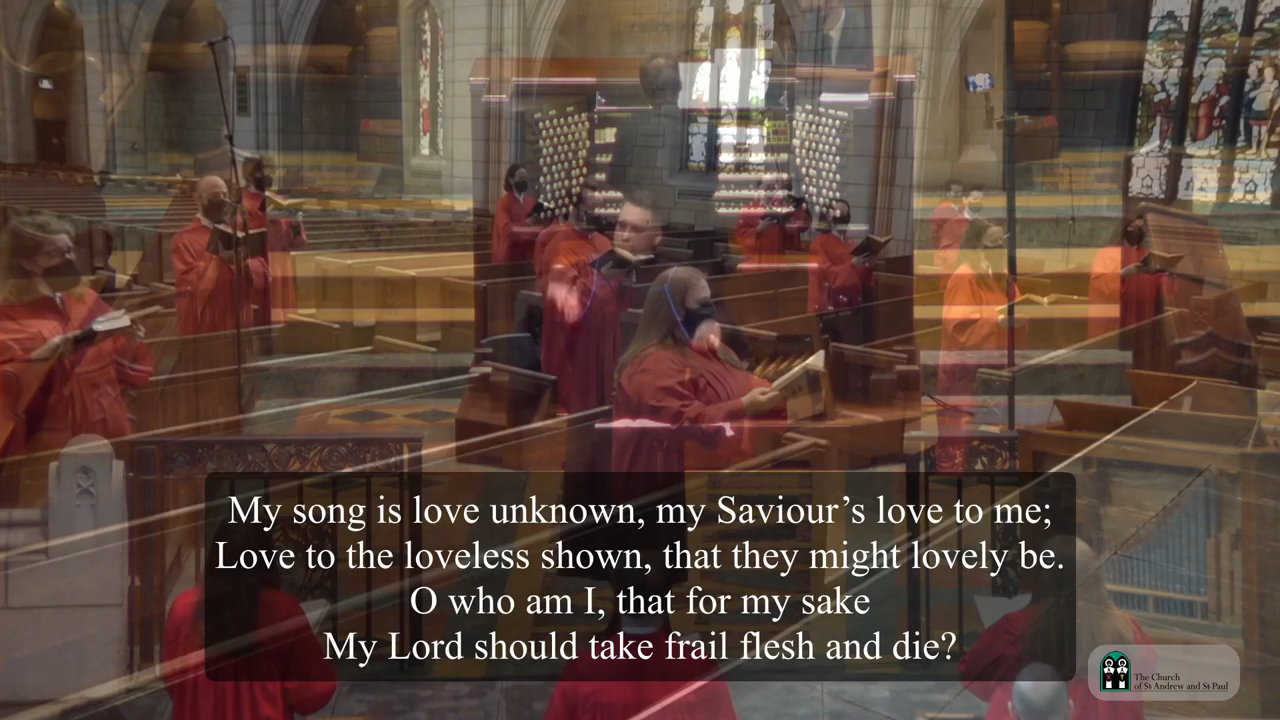 My song is love unknown, my Saviour’s love to me;
Love to the loveless shown, that they might lovely be.
O who am I, that for my sake
My Lord should take frail flesh and die?
The Church
of St Andrew and St Paul